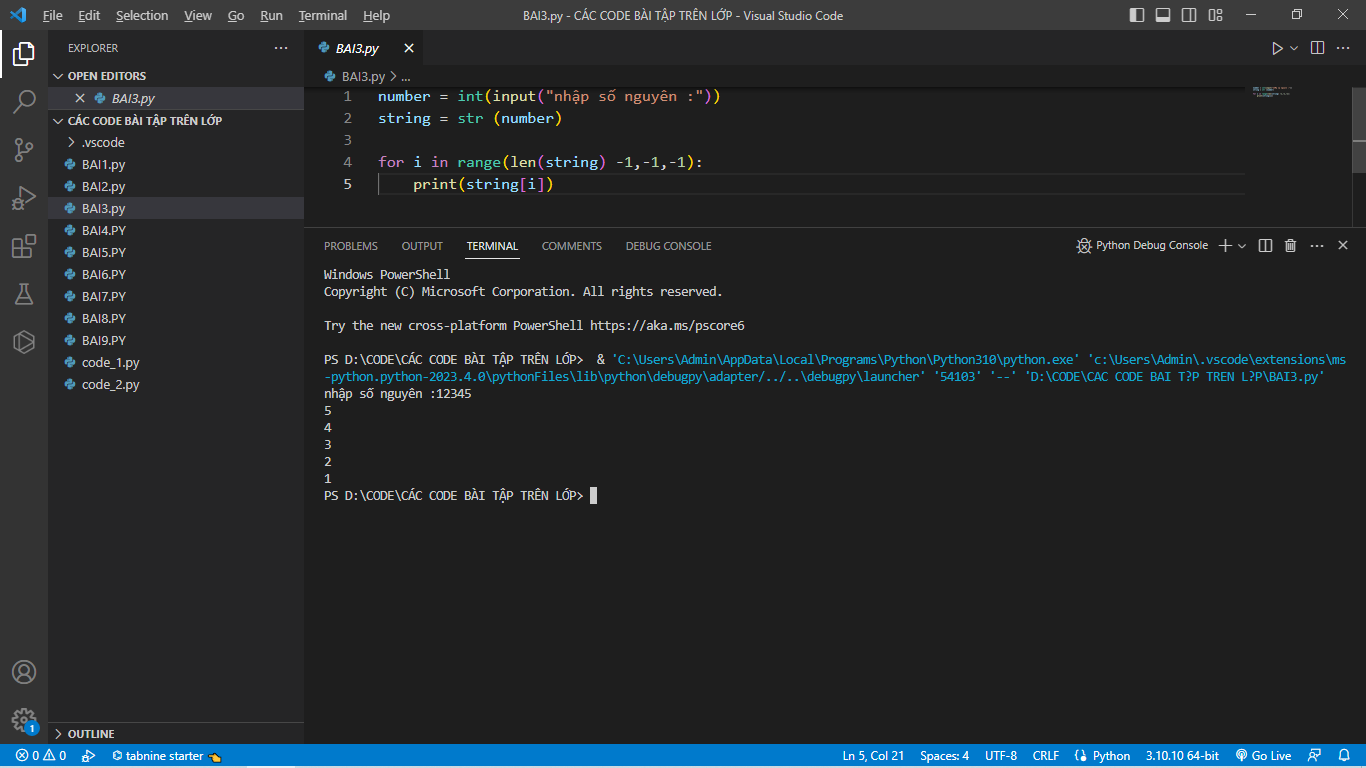 File Edit Selection View Go Run Terminal Help BAI3.py - CÁC CODE BÀI TẬP TRÊN LỚP - Visual Studio Code
EXPLORER
OPEN EDITORS
BAI3.py
CÁC CODE BÀI TẬP TRÊN LỚP
.vscode
BAI1.py
BAI2.py
BAI3.py
BAI4.PY
BAI5.PY
BAI6.PY
BAI7.PY
BAI8.PY
BAI9.PY
code_1.py
code_2.py
OUTLINE
BAI3.py
BAI3.py > ...
1 number = int(input("nhập số nguyên :"))
2 string = str (number)
3
4 for i in range(len(string) -1,-1,-1):
5 print(string[i])
PROBLEMS OUTPUT TERMINAL COMMENTS DEBUG CONSOLE Python Debug Console
Windows PowerShell
Copyright (C) Microsoft Corporation. All rights reserved.
Try the new cross-platform PowerShell https://aka.ms/pscore6
PS D:\CODE\CÁC CODE BÀI TẬP TRÊN LỚP> & 'C:\Users\Admin\AppData\Local\Programs\Python\Python310\python.exe' 'c:\Users\Admin\.vscode\extensions\ms
-python.python-2023.4.0\pythonFiles\lib\python\debugpy\adapter/../..\debugpy\launcher' '54103' '--' 'D:\CODE\CAC CODE BAI T?P TREN L?P\BAI3.py'
nhập số nguyên :12345
5
4
3
2
1
PS D:\CODE\CÁC CODE BÀI TẬP TRÊN LỚP>
1
0 0 tabnine starter Ln 5, Col 21 Spaces: 4 UTF-8 CRLF Python 3.10.10 64-bit Go Live